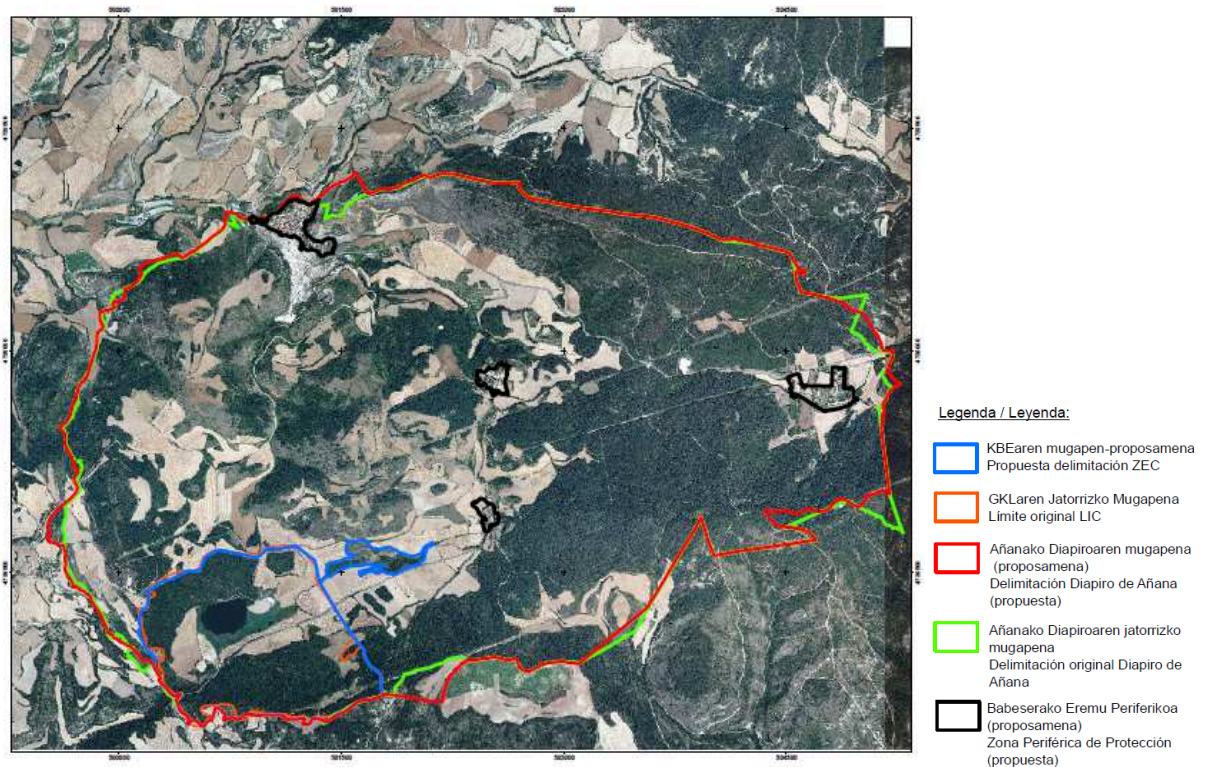 Legenda / Leyenda:
KBEaren mugapen-proposamena
Propuesta delimitación ZEC
GKLaren Jatorrizko Mugapena
Límite original LIC
Añanako Diapiroaren mugapena
(proposamena)
Delimitación Diapiro de Añana
(propuesta)
Añanako Diapiroaren jatorrizko
mugapena
Delimitación original Diapiro de
Añana
Babeserako Eremu Periferikoa
(proposamena)
Zona Periférica de Protección
(propuesta)